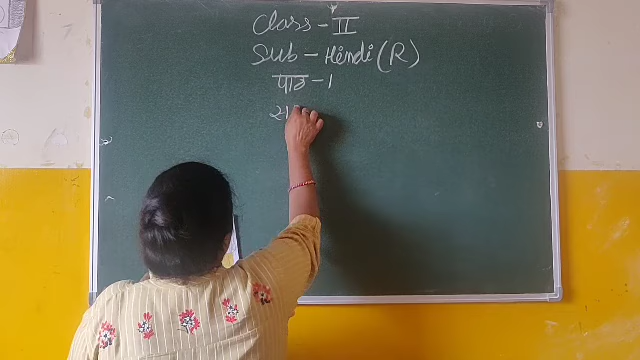 Class - II
Sub - Hindi (R)
पाठ - 1